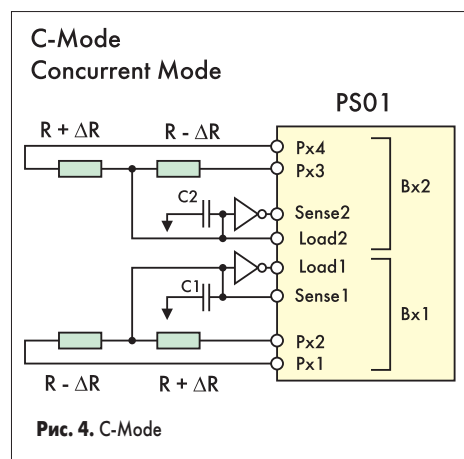 C-Mode
Concurrent Mode
PS01
R + ΔR
R - ΔR
Px4
Px3
Bx2
C2
Sense2
Load2
Load1
C1
Sense1
Bx1
Px2
Px1
R - ΔR
R + ΔR
Рис. 4. C-Mode